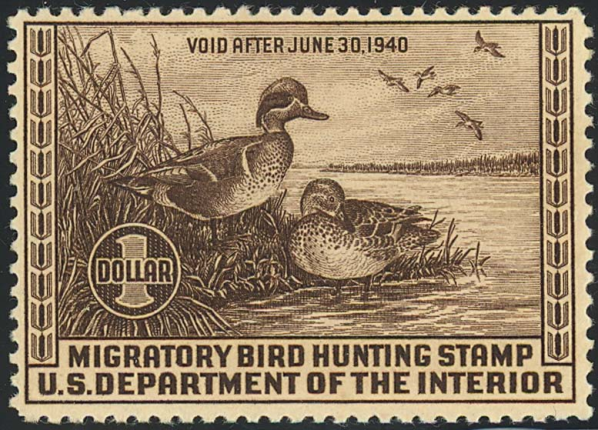 VOID AFTER JUNE 30, 1940
1
DOLLAR
MIGRATORY BIRD HUNTING STAMP
U.S. DEPARTMENT OF THE INTERIOR